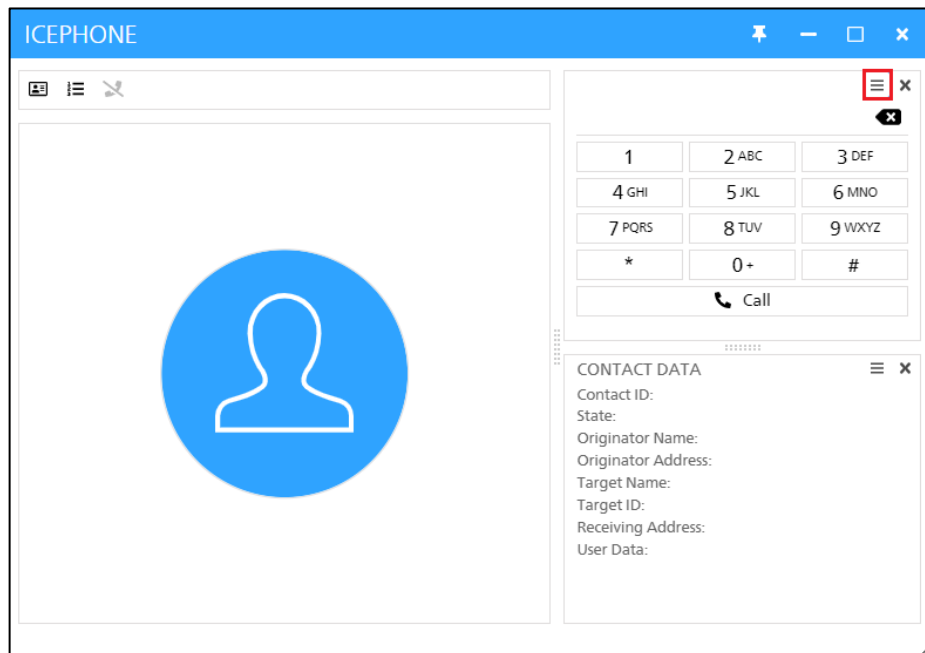 ICEPHONE
1 2 ABC 3 DEF
4 GHI 5 JKL 6 MNO
7 PQRS 8 TUV 9 WXYZ
* 0 + #
Call
CONTACT DATA
Contact ID:
State:
Originator Name:
Originator Address:
Target Name:
Target ID:
Receiving Address:
User Data: